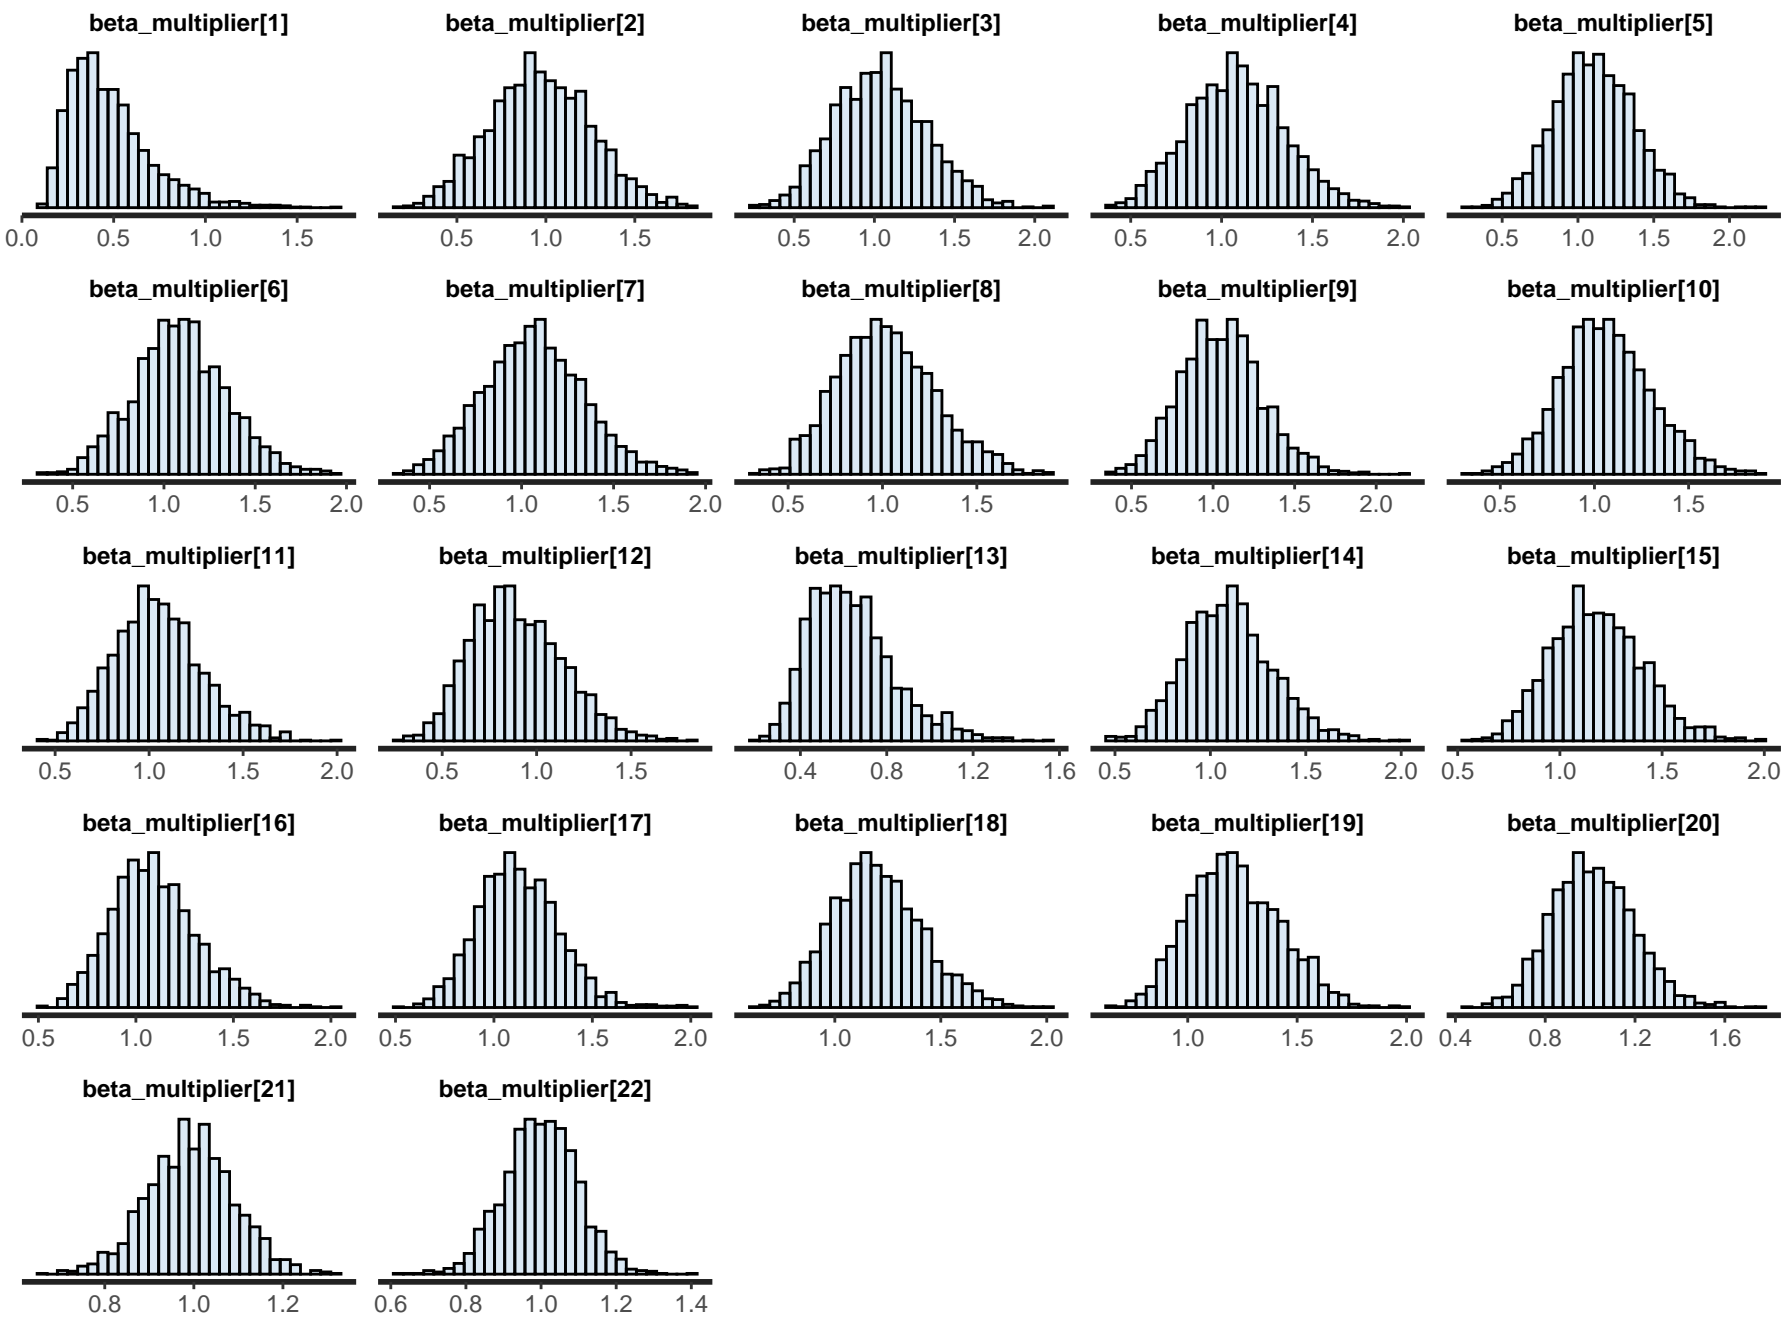 beta_multiplier[1] beta_multiplier[2] beta_multiplier[3] beta_multiplier[4] beta_multiplier[5]
0.0 0.5 1.0 1.5 0.5 1.0 1.5 0.5 1.0 1.5 2.0 0.5 1.0 1.5 2.0 0.5 1.0 1.5 2.0
beta_multiplier[6] beta_multiplier[7] beta_multiplier[8] beta_multiplier[9] beta_multiplier[10]
0.5 1.0 1.5 2.0 0.5 1.0 1.5 2.0 0.5 1.0 1.5 0.5 1.0 1.5 2.0 0.5 1.0 1.5
beta_multiplier[11] beta_multiplier[12] beta_multiplier[13] beta_multiplier[14] beta_multiplier[15]
0.5 1.0 1.5 2.0 0.5 1.0 1.5 0.4 0.8 1.2 1.6 0.5 1.0 1.5 2.0 0.5 1.0 1.5 2.0
beta_multiplier[16] beta_multiplier[17] beta_multiplier[18] beta_multiplier[19] beta_multiplier[20]
0.5 1.0 1.5 2.0 0.5 1.0 1.5 2.0 1.0 1.5 2.0 1.0 1.5 2.0 0.4 0.8 1.2 1.6
beta_multiplier[21] beta_multiplier[22]
0.8 1.0 1.2 0.6 0.8 1.0 1.2 1.4